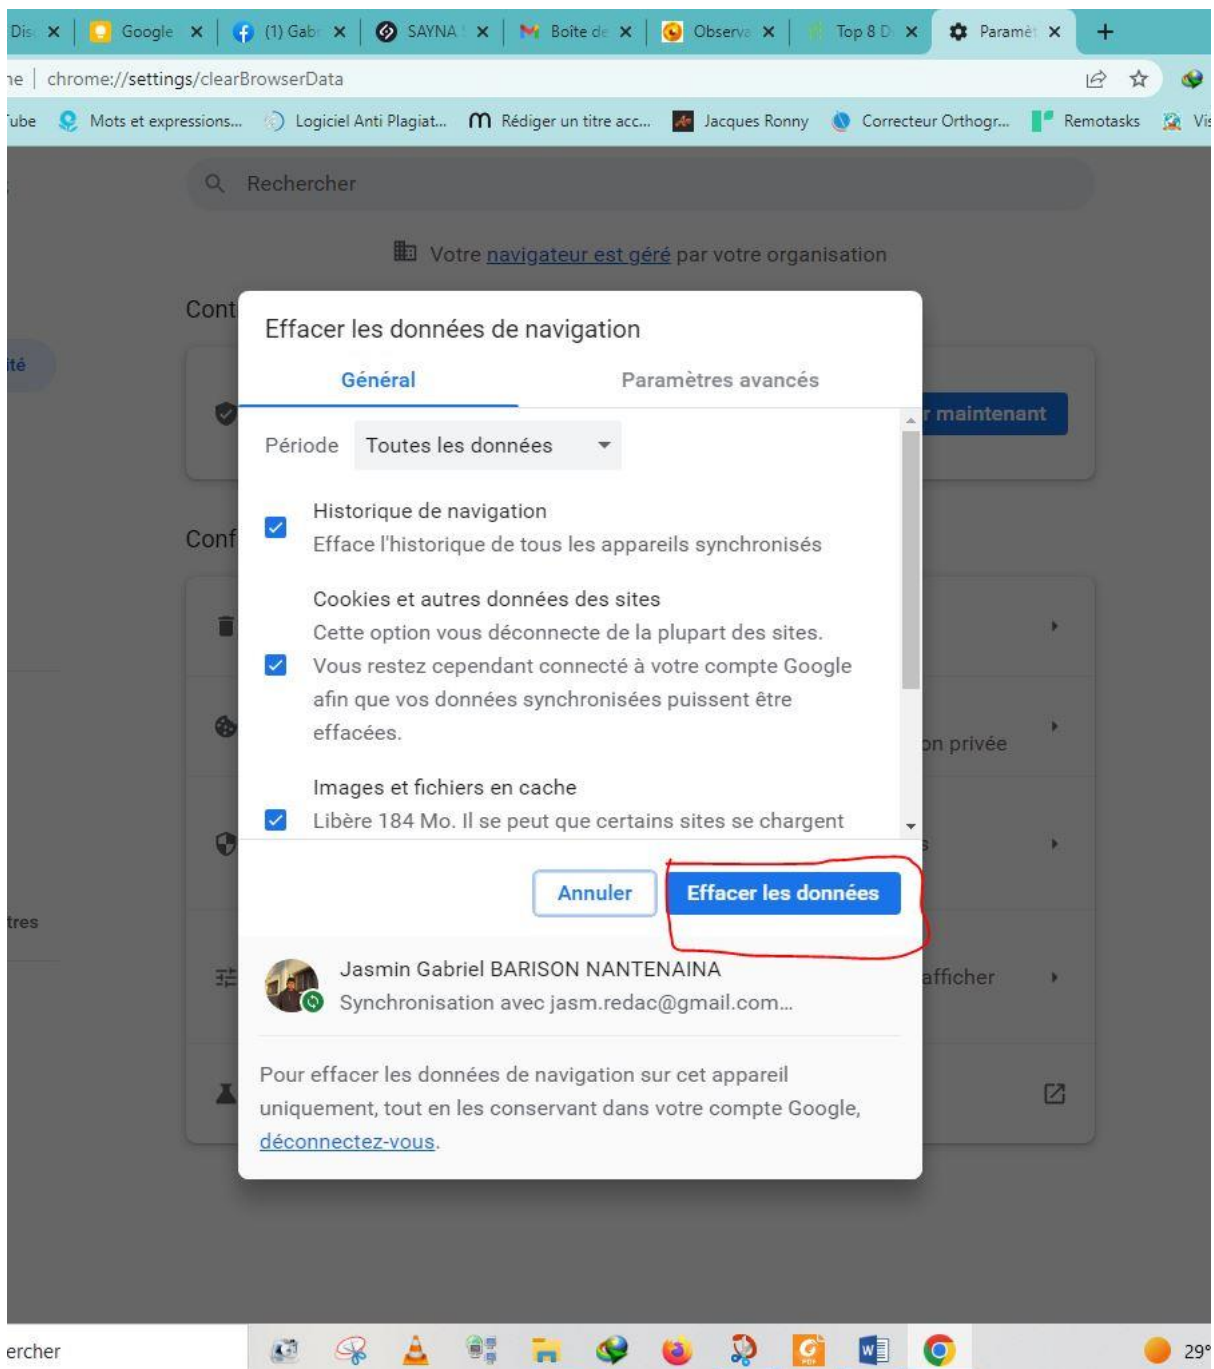 Google
(1) Gab
SAYNA
Boîte de
Observa
Top 8 D
Paramèt
chrome://settings/clearBrowserData
Mots et expressions...
Logiciel Anti Plagiat...
Rédiger un titre acc...
Jacques Ronny
Correcteur Orthogr...
Remotasks
Rechercher
Votre navigateur est géré par votre organisation
Cont
Effacer les données de navigation
Général
Paramètres avancés
ité
r maintenant
Période
Toutes les données
Historique de navigation
Conf
Efface l'historique de tous les appareils synchronisés
Cookies et autres données des sites
Cette option vous déconnecte de la plupart des sites.
Vous restez cependant connecté à votre compte Google
afin que vos données synchronisées puissent être
effacées.
on privée
Images et fichiers en cache
Libère 184 Mo. Il se peut que certains sites se chargent
s
Annuler
Effacer les données
tres
Jasmin Gabriel BARISON NANTENAINA
afficher
Synchronisation avec jasm.redac@gmail.com...
Pour effacer les données de navigation sur cet appareil
uniquement, tout en les conservant dans votre compte Google,
déconnectez-vous.
ercher
29°